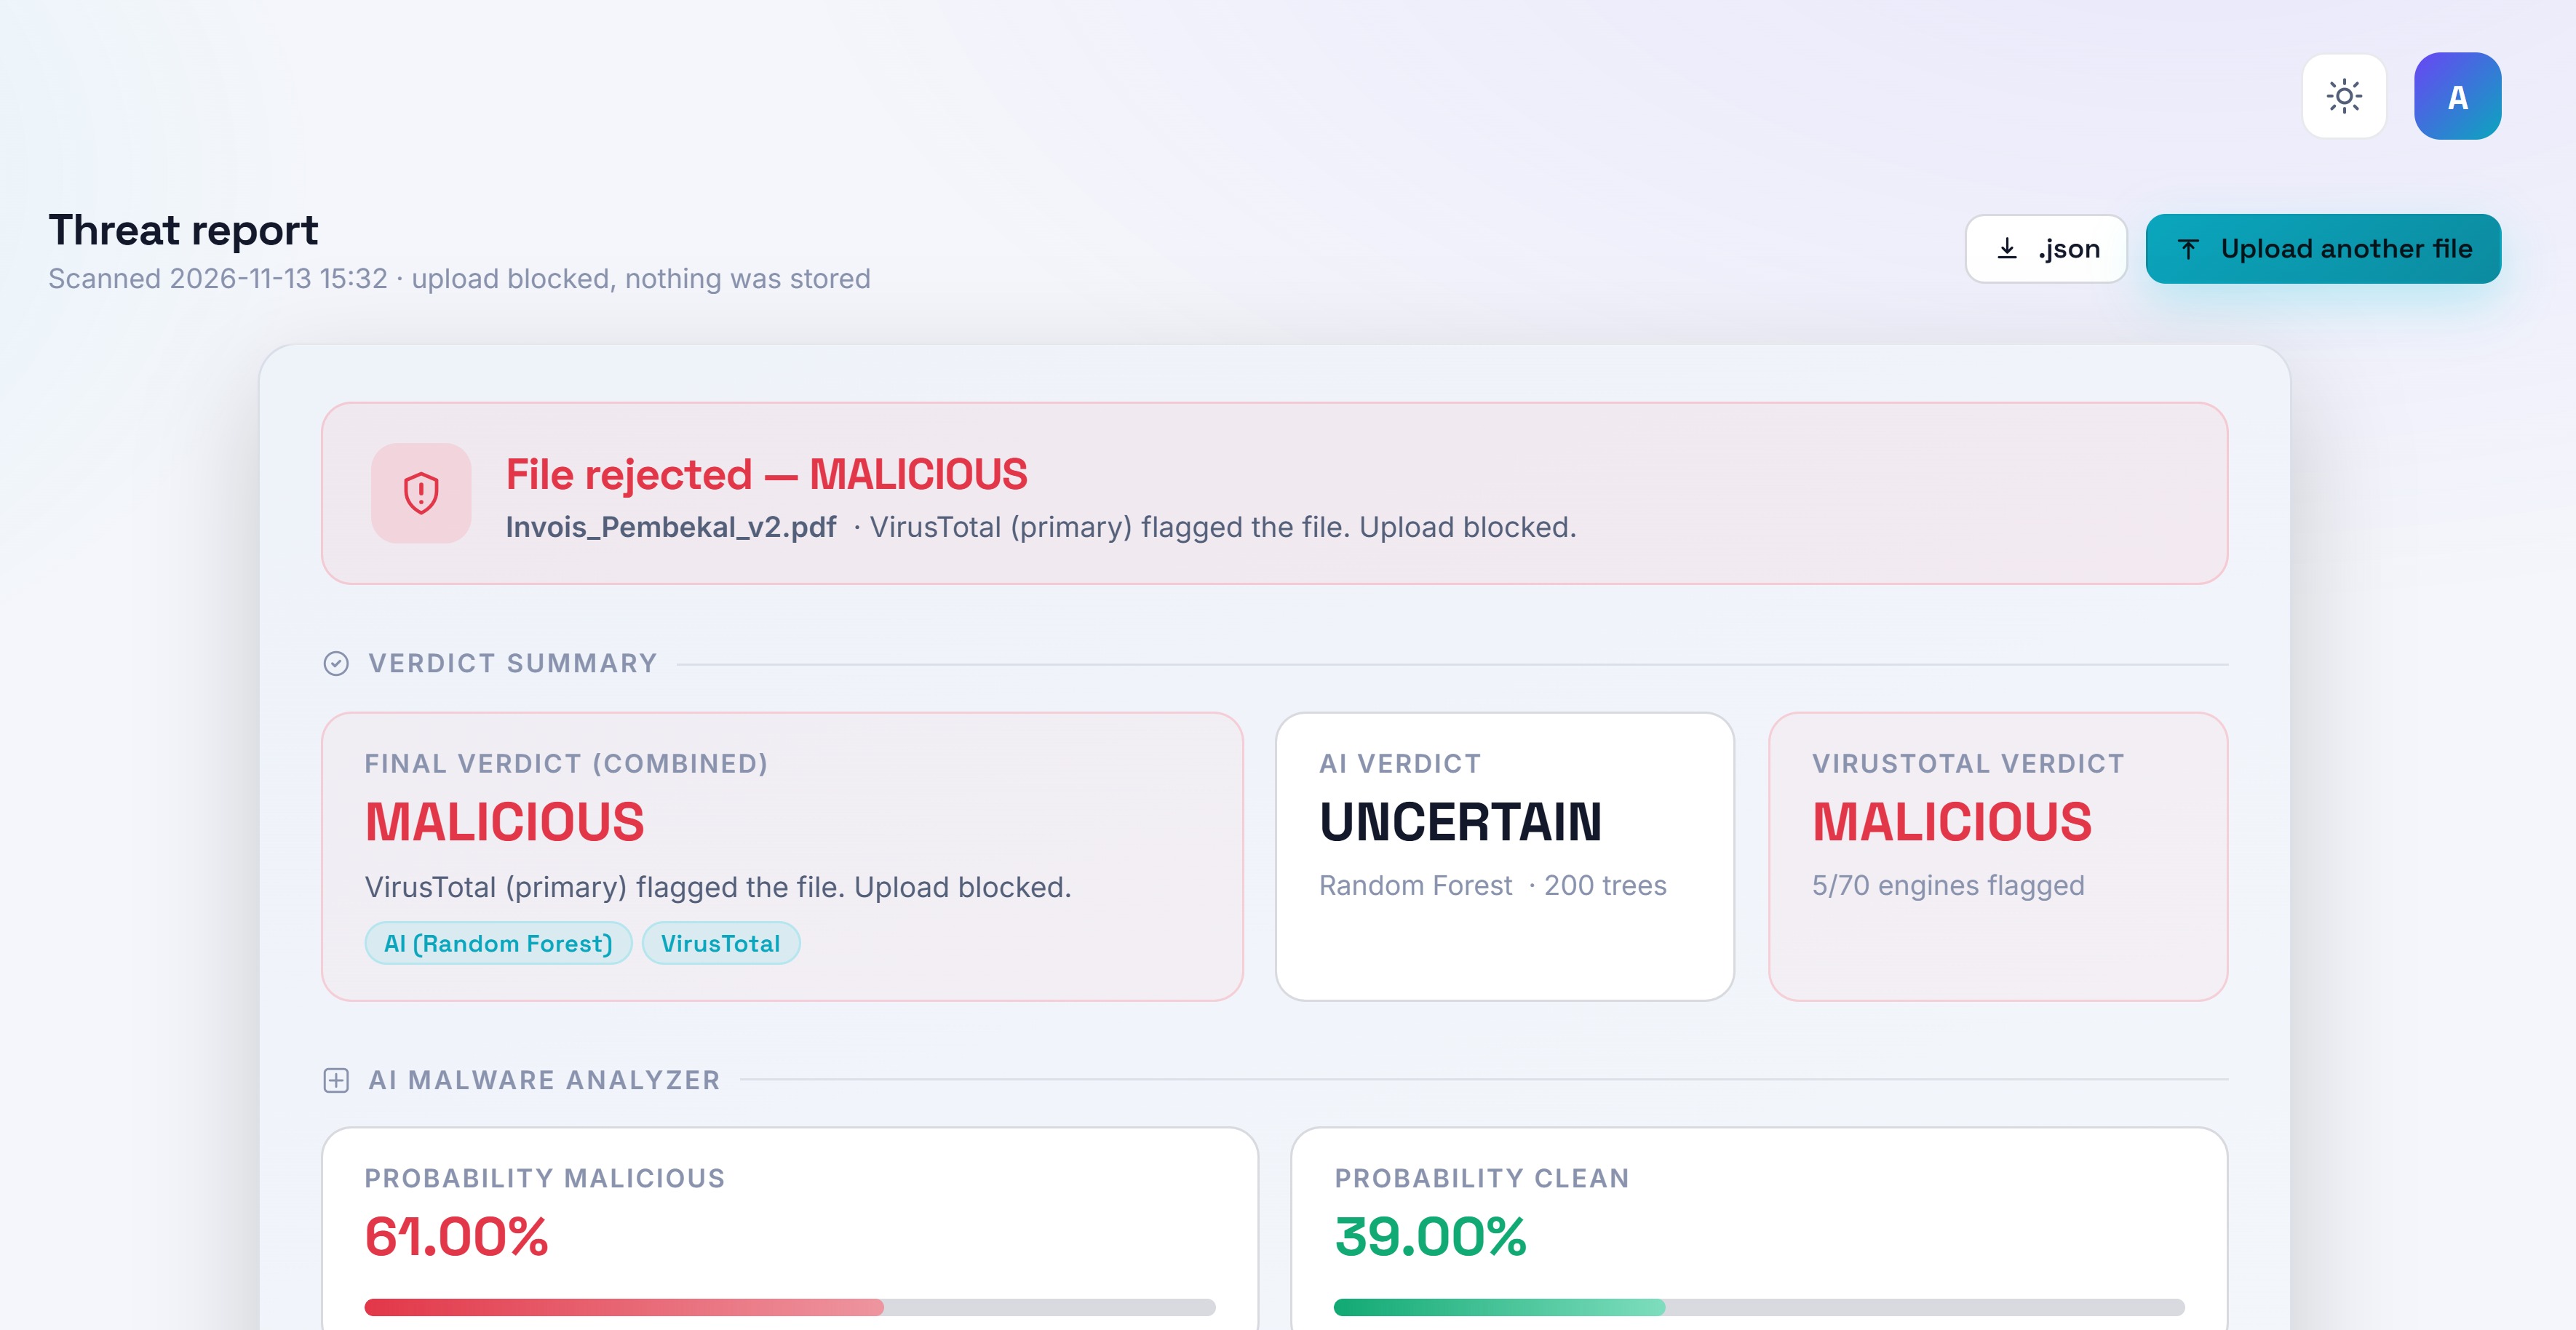 A
Threat report
Scanned 2026-11-13 15:32 · upload blocked, nothing was stored
.json
Upload another file
File rejected — MALICIOUS
Invois_Pembekal_v2.pdf · VirusTotal (primary) flagged the file. Upload blocked.
VERDICT SUMMARY
FINAL VERDICT (COMBINED)
MALICIOUS
VirusTotal (primary) flagged the file. Upload blocked.
AI (Random Forest)
VirusTotal
AI VERDICT
UNCERTAIN
Random Forest · 200 trees
VIRUSTOTAL VERDICT
MALICIOUS
5/70 engines flagged
AI MALWARE ANALYZER
PROBABILITY MALICIOUS
61.00%
PROBABILITY CLEAN
39.00%